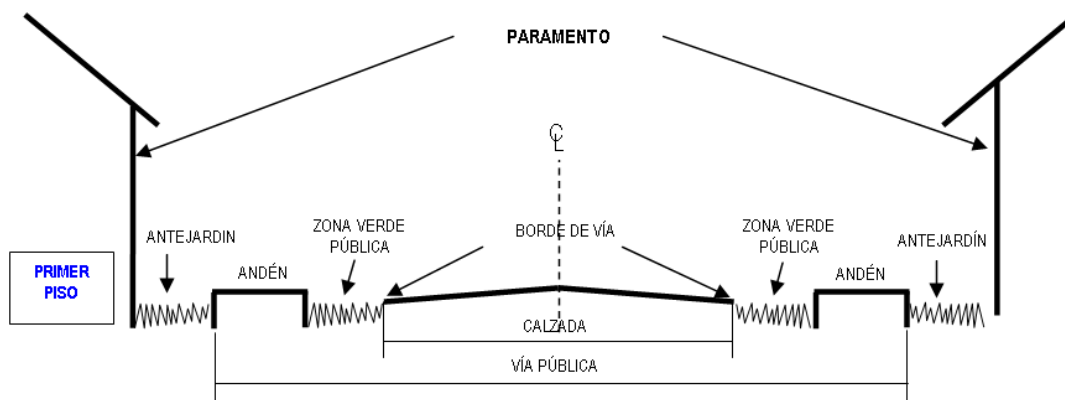 PARAMENTO
CL
ZONA VERDE
PÚBLICA
BORDE DE VÍA
ZONA VERDE
PÚBLICA
ANTEJARDIN
ANTEJARDÍN
ANDÉN
ANDÉN
PRIMER
PISO
CALZADA
VÍA PÚBLICA